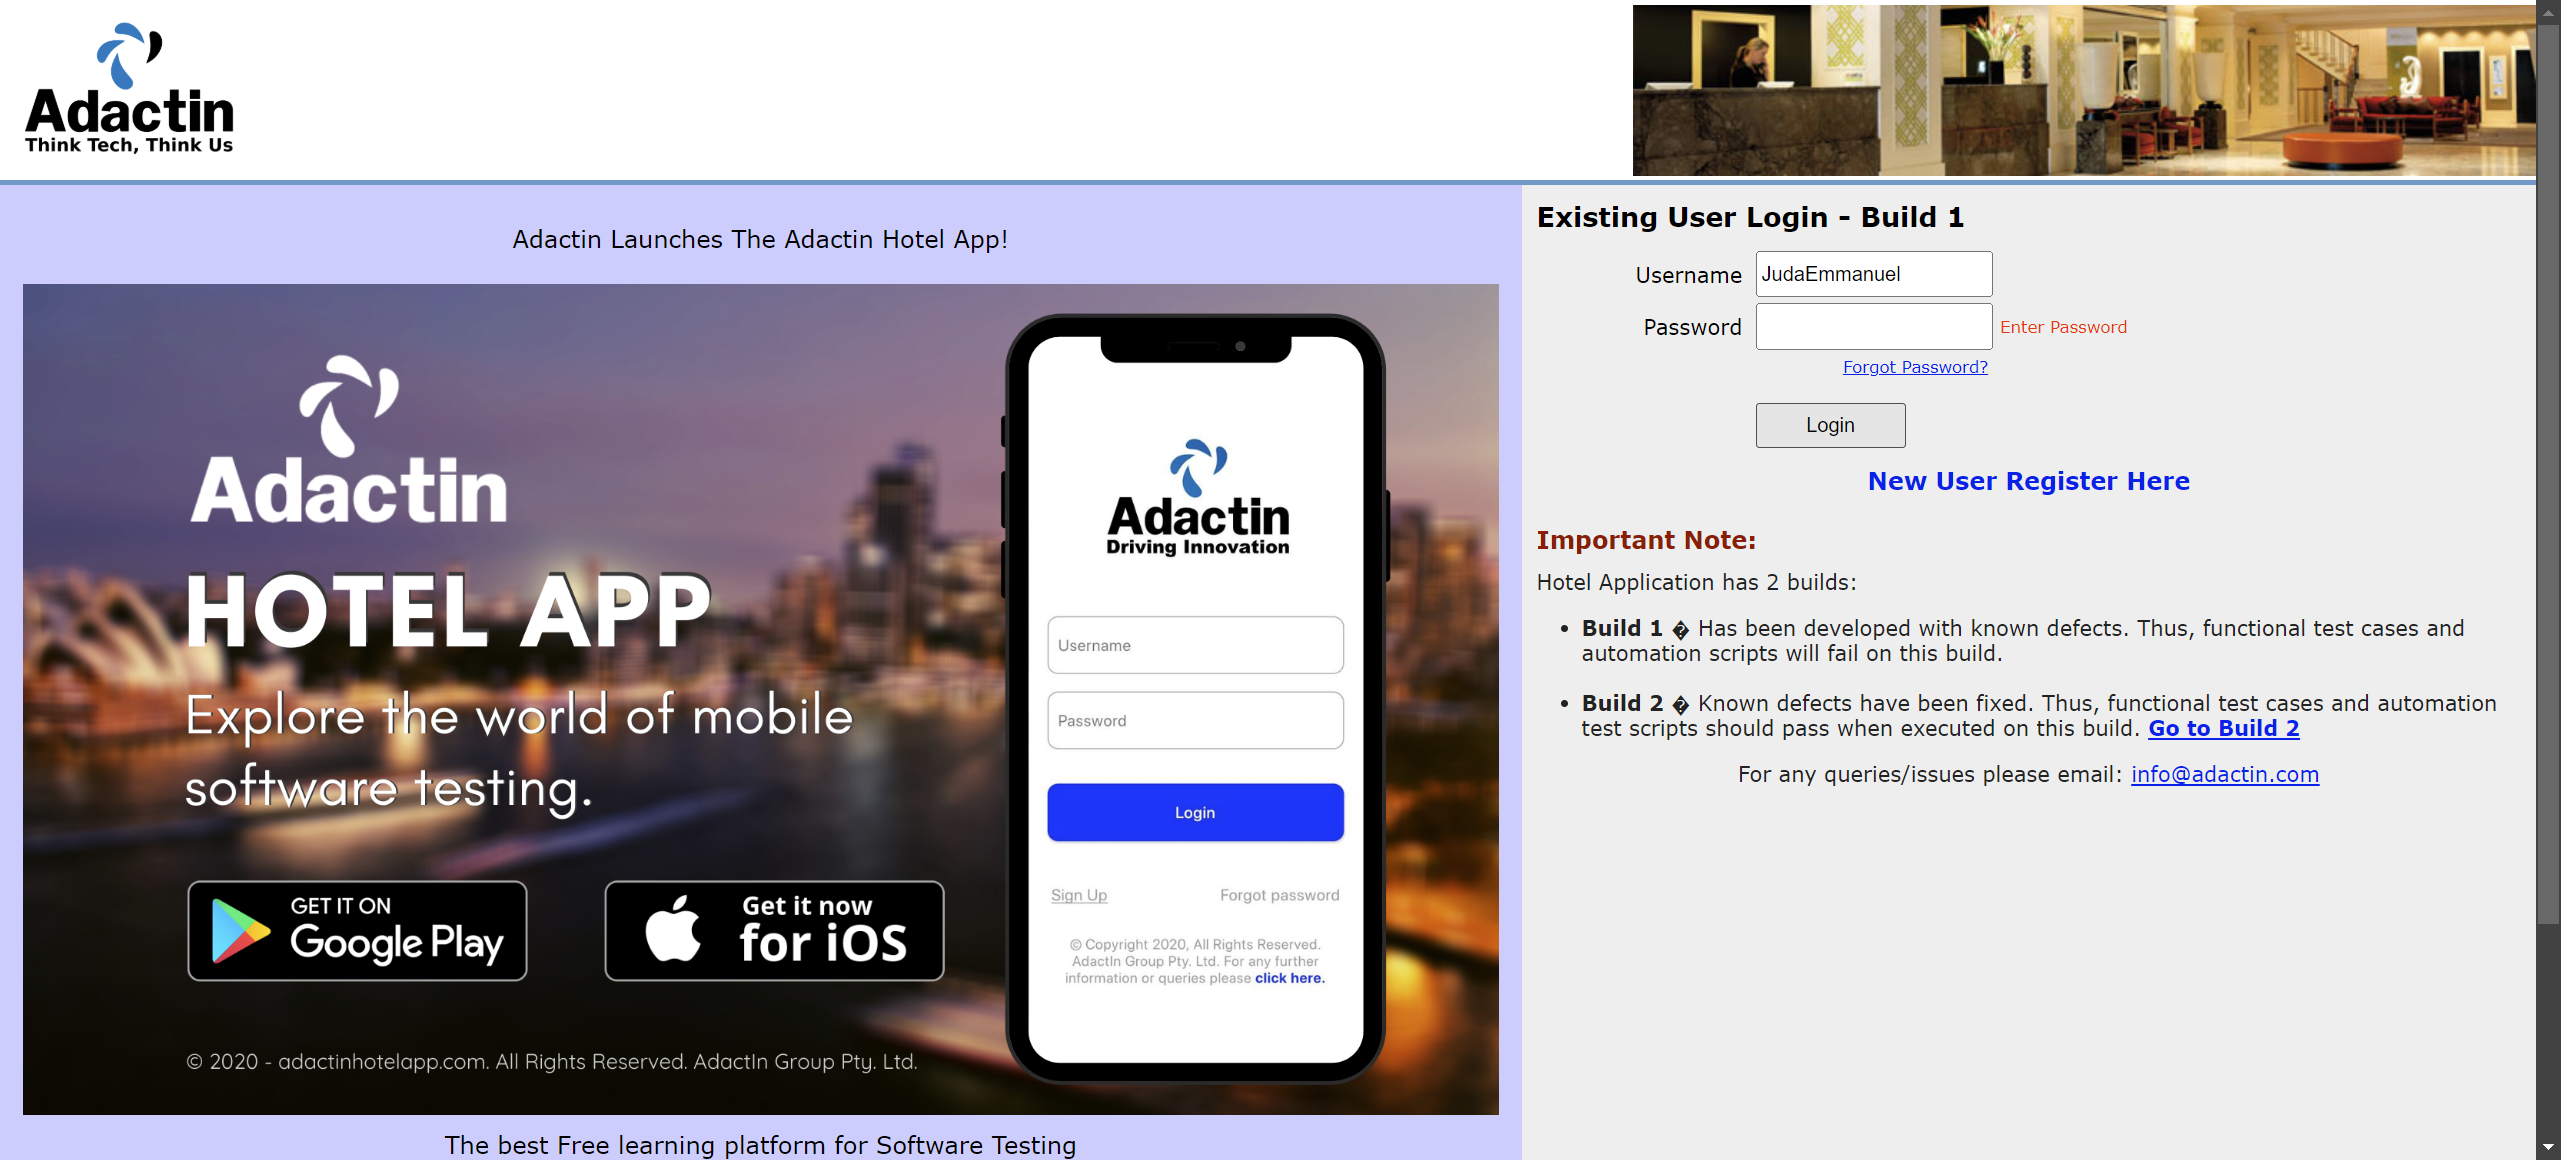 Adactin
Think Tech, Think Us
Adactin Launches The Adactin Hotel App!
Adactin
HOTEL APP
Explore the world of mobile
software testing.
GET IT ON
Google Play
Get it now
for iOS
© 2020 - adactinhotelapp.com. All Rights Reserved. AdactIn Group Pty. Ltd.
Adactin
Driving Innovation
Username
Password
Login
Sign Up Forgot password
© Copyright 2020, All Rights Reserved.
AdactIn Group Pty. Ltd. For any further
information or queries please click here.
The best Free learning platform for Software Testing
Existing User Login - Build 1
Username JudaEmmanuel
Password Enter Password
Forgot Password?
Login
New User Register Here
Important Note:
Hotel Application has 2 builds:
• Build 1 � Has been developed with known defects. Thus, functional test cases and
automation scripts will fail on this build.
• Build 2 � Known defects have been fixed. Thus, functional test cases and automation
test scripts should pass when executed on this build. Go to Build 2
For any queries/issues please email: info@adactin.com